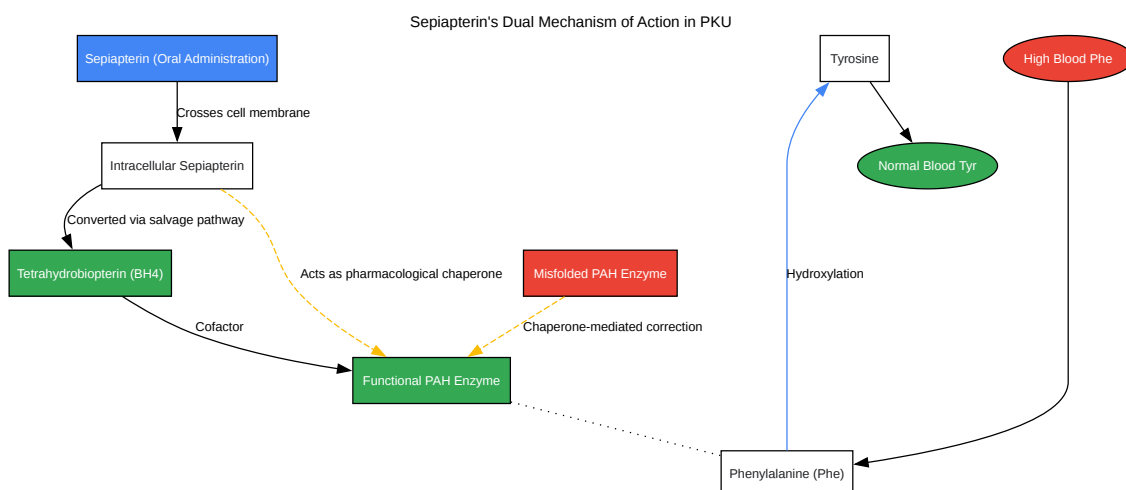 Sepiapterin's Dual Mechanism of Action in PKU
Sepiapterin (Oral Administration)
Tyrosine
High Blood Phe
Crosses cell membrane
Intracellular Sepiapterin
Normal Blood Tyr
Converted via salvage pathway
Tetrahydrobiopterin (BH4)
Acts as pharmacological chaperone
Misfolded PAH Enzyme
Hydroxylation
Cofactor
Chaperone-mediated correction
Functional PAH Enzyme
Phenylalanine (Phe)